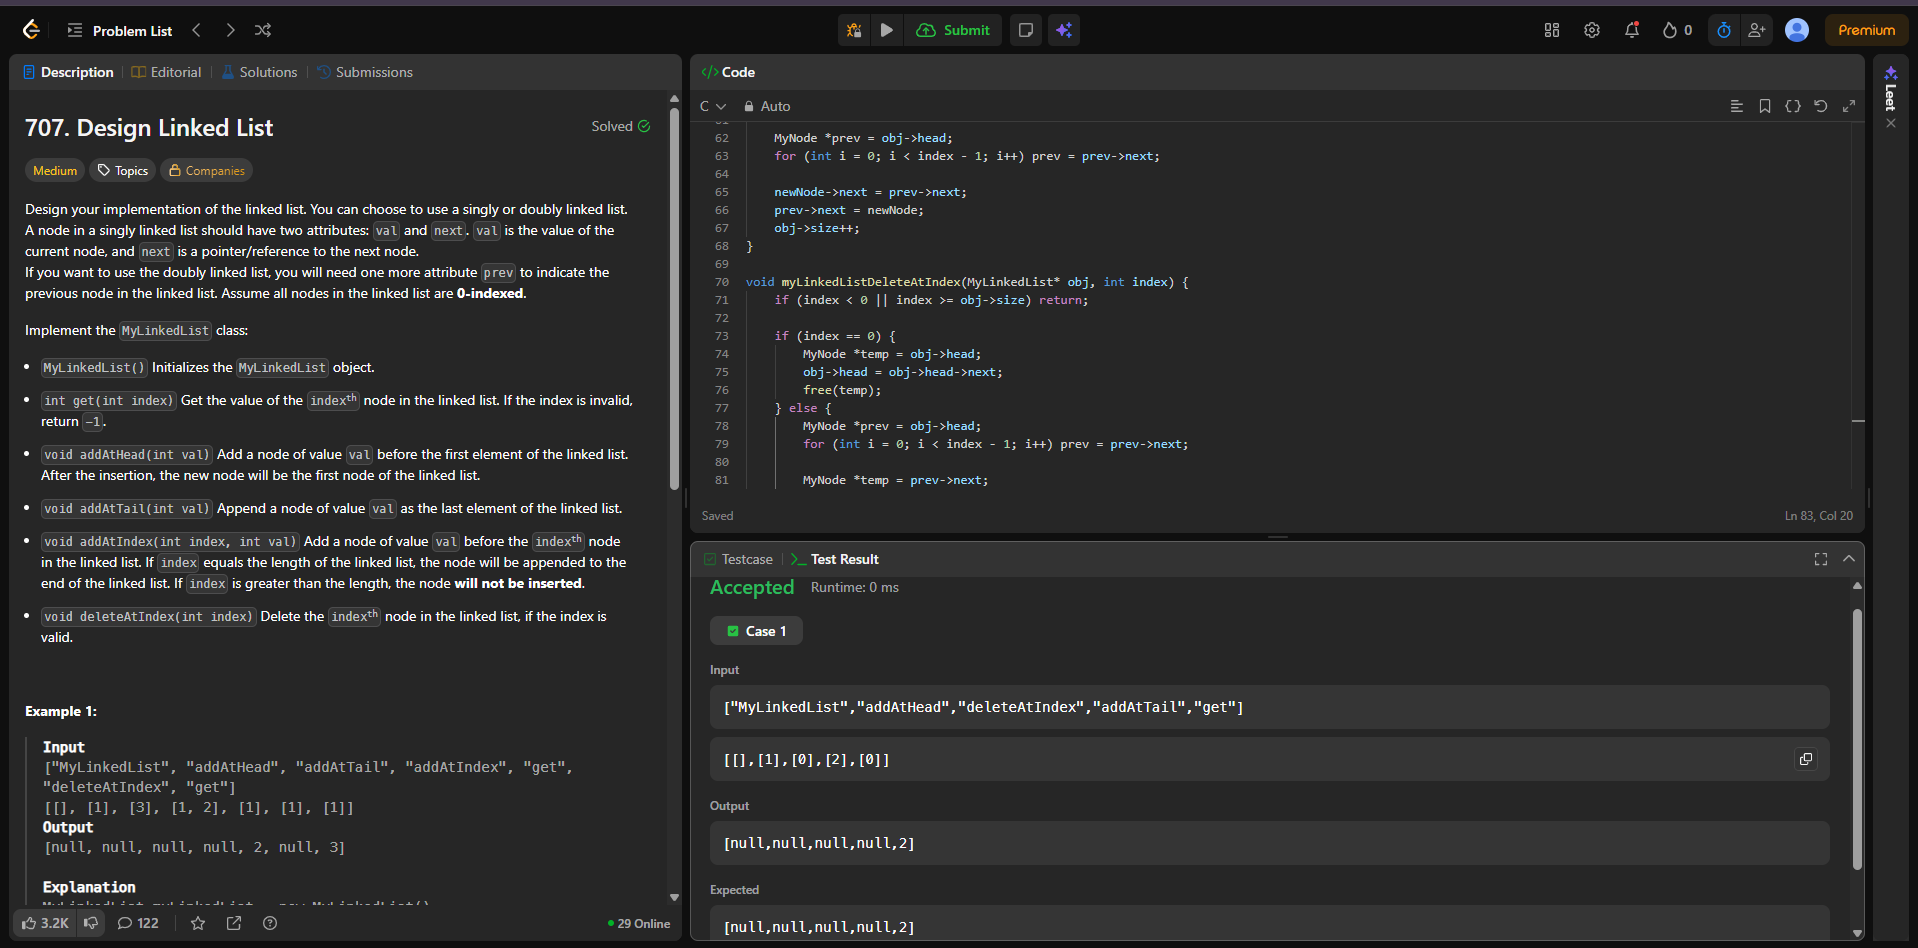 Problem List
Submit
0
Premium
Description
Editorial
Solutions
Submissions
707. Design Linked List
Solved
Medium
Topics
Companies
Design your implementation of the linked list. You can choose to use a singly or doubly linked list.
A node in a singly linked list should have two attributes: val and next. val is the value of the
current node, and next is a pointer/reference to the next node.
If you want to use the doubly linked list, you will need one more attribute prev to indicate the
previous node in the linked list. Assume all nodes in the linked list are 0-indexed.
Implement the MyLinkedList class:
• MyLinkedList() Initializes the MyLinkedList object.
• int get(int index) Get the value of the indexth node in the linked list. If the index is invalid,
return -1.
• void addAtHead(int val) Add a node of value val before the first element of the linked list.
After the insertion, the new node will be the first node of the linked list.
• void addAtTail(int val) Append a node of value val as the last element of the linked list.
• void addAtIndex(int index, int val) Add a node of value val before the indexth node
in the linked list. If index equals the length of the linked list, the node will be appended to the
end of the linked list. If index is greater than the length, the node will not be inserted.
• void deleteAtIndex(int index) Delete the indexth node in the linked list, if the index is
valid.
Example 1:
Input
["MyLinkedList", "addAtHead", "addAtTail", "addAtIndex", "get",
"deleteAtIndex", "get"]
[[], [1], [3], [1, 2], [1], [1], [1]]
Output
[null, null, null, null, 2, null, 3]
Explanation
3.2K
122
29 Online
</> Code
C
Auto
62 MyNode *prev = obj->head;
63 for (int i = 0; i < index - 1; i++) prev = prev->next;
64
65 newNode->next = prev->next;
66 prev->next = newNode;
67 obj->size++;
68 }
69
70 void myLinkedListDeleteAtIndex(MyLinkedList* obj, int index) {
71 if (index < 0 || index >= obj->size) return;
72
73 if (index == 0) {
74 MyNode *temp = obj->head;
75 obj->head = obj->head->next;
76 free(temp);
77 } else {
78 MyNode *prev = obj->head;
79 for (int i = 0; i < index - 1; i++) prev = prev->next;
80
81 MyNode *temp = prev->next;
Saved
Ln 83, Col 20
Testcase
Test Result
Accepted
Runtime: 0 ms
Case 1
Input
["MyLinkedList","addAtHead","deleteAtIndex","addAtTail","get"]
[[],[1],[0],[2],[0]]
Output
[null,null,null,null,2]
Expected
[null,null,null,null,2]
Leet